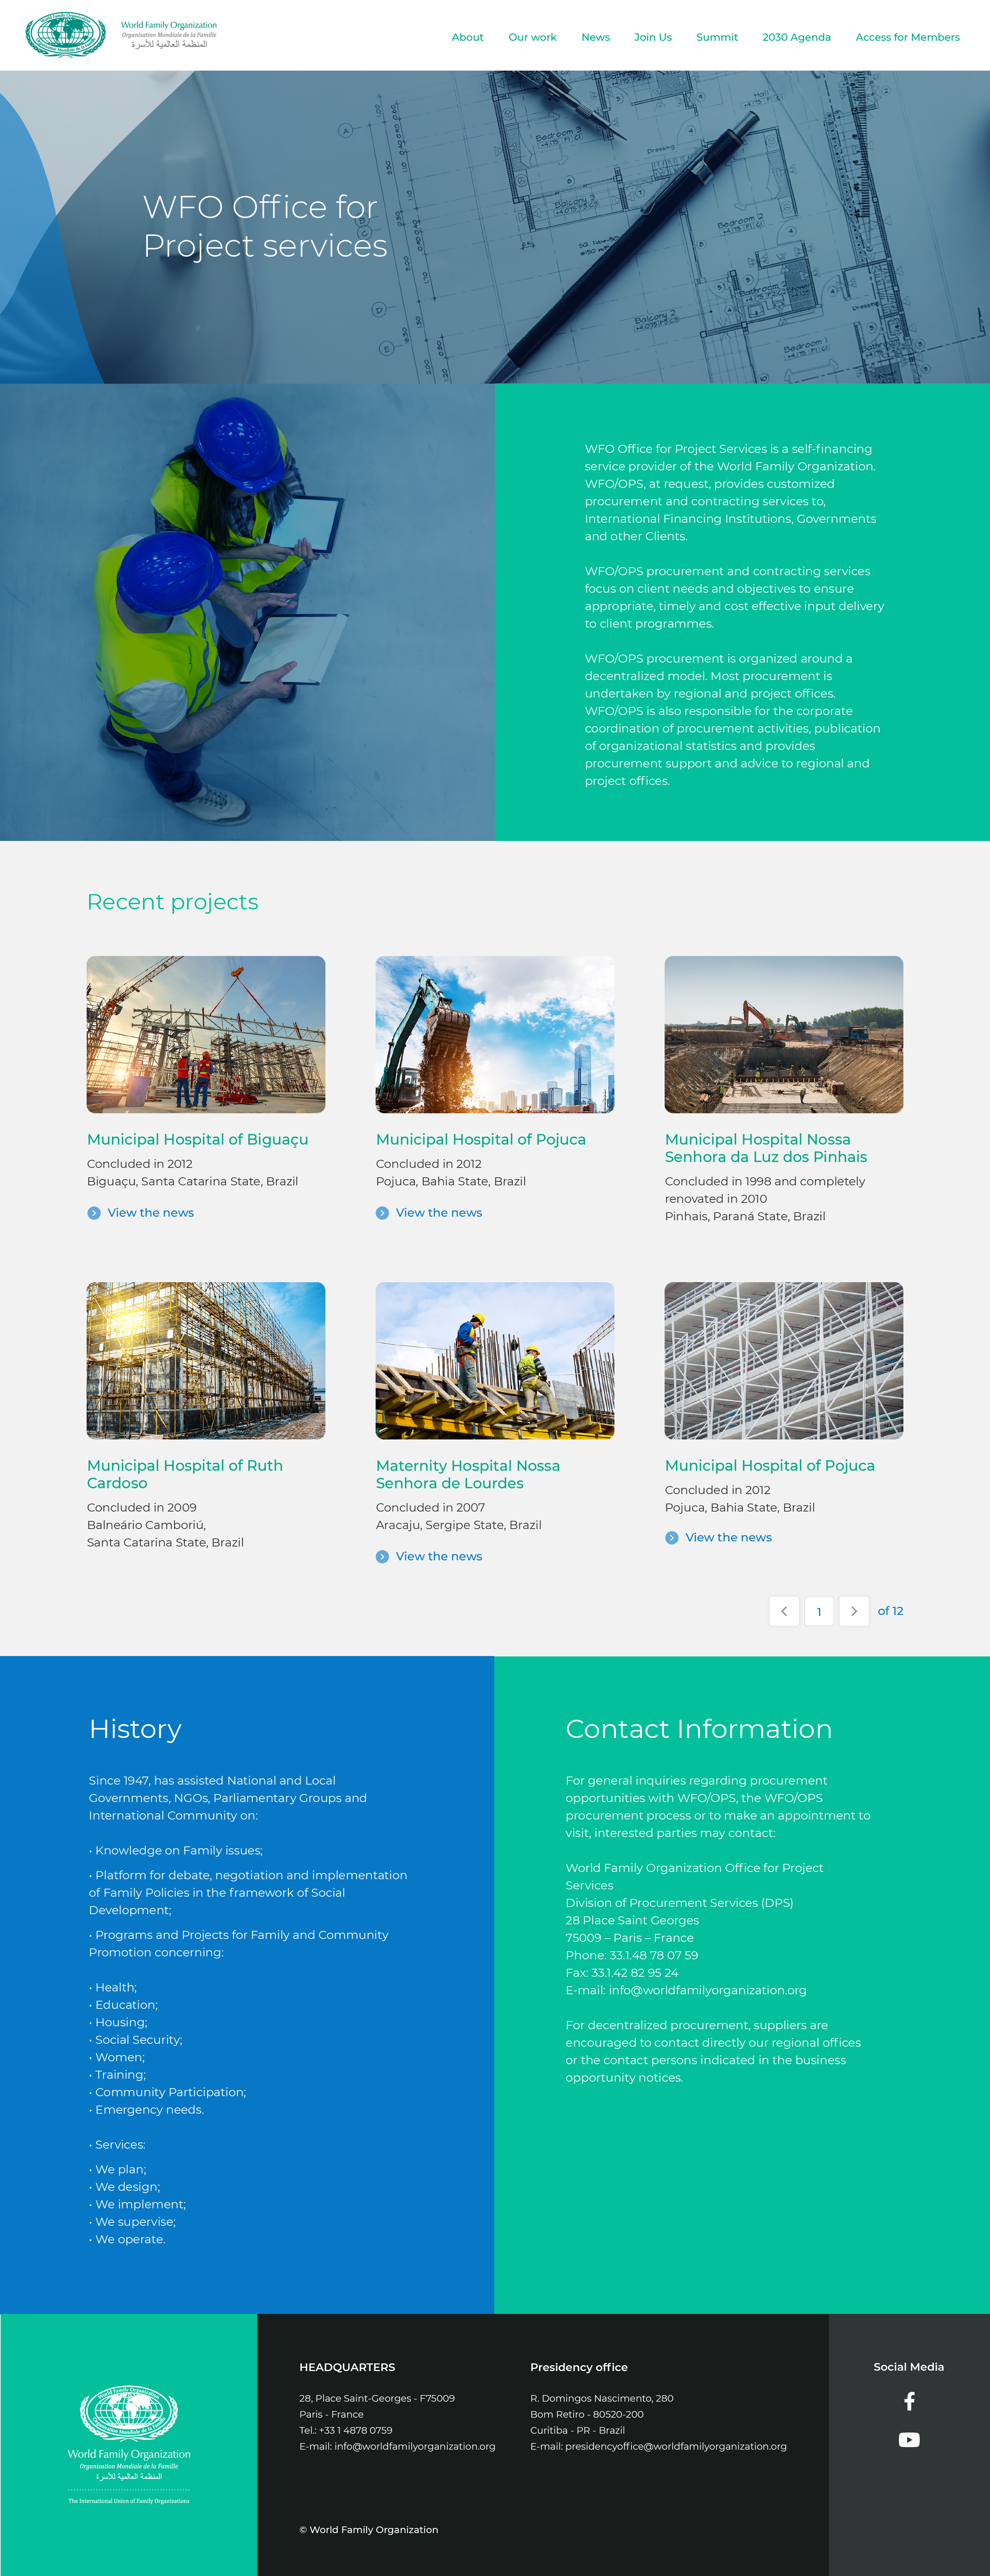 World Family Organization
Organisation Mondiale de la Famille
المنظمة العالمية للأسرة
About
Our work
News
Join Us
Summit
2030 Agenda
Access for Members
WFO Office for
Project services
Bedroom 3
Dressing
Balcony 2
Bedroom 2
Bathroom
Balcony 2
Bedroom 1
WFO Office for Project Services is a self-financing
service provider of the World Family Organization.
WFO/OPS, at request, provides customized
procurement and contracting services to,
International Financing Institutions, Governments
and other Clients.
WFO/OPS procurement and contracting services
focus on client needs and objectives to ensure
appropriate, timely and cost effective input delivery
to client programmes.
WFO/OPS procurement is organized around a
decentralized model. Most procurement is
undertaken by regional and project offices.
WFO/OPS is also responsible for the corporate
coordination of procurement activities, publication
of organizational statistics and provides
procurement support and advice to regional and
project offices.
Recent projects
Municipal Hospital of Biguaçu
Concluded in 2012
Biguaçu, Santa Catarina State, Brazil
View the news
Municipal Hospital of Pojuca
Concluded in 2012
Pojuca, Bahia State, Brazil
View the news
Municipal Hospital Nossa
Senhora da Luz dos Pinhais
Concluded in 1998 and completely
renovated in 2010
Pinhais, Paraná State, Brazil
Municipal Hospital of Ruth
Cardoso
Concluded in 2009
Balneário Camboriú,
Santa Catarina State, Brazil
Maternity Hospital Nossa
Senhora de Lourdes
Concluded in 2007
Aracaju, Sergipe State, Brazil
View the news
Municipal Hospital of Pojuca
Concluded in 2012
Pojuca, Bahia State, Brazil
View the news
1
of 12
History
Since 1947, has assisted National and Local
Governments, NGOs, Parliamentary Groups and
International Community on:
• Knowledge on Family issues;
• Platform for debate, negotiation and implementation
of Family Policies in the framework of Social
Development;
• Programs and Projects for Family and Community
Promotion concerning:
• Health;
• Education;
• Housing;
• Social Security;
• Women;
• Training;
• Community Participation;
• Emergency needs.
• Services:
• We plan;
• We design;
• We implement;
• We supervise;
• We operate.
Contact Information
For general inquiries regarding procurement
opportunities with WFO/OPS, the WFO/OPS
procurement process or to make an appointment to
visit, interested parties may contact:
World Family Organization Office for Project
Services
Division of Procurement Services (DPS)
28 Place Saint Georges
75009 – Paris – France
Phone: 33.1.48 78 07 59
Fax: 33.1.42 82 95 24
E-mail: info@worldfamilyorganization.org
For decentralized procurement, suppliers are
encouraged to contact directly our regional offices
or the contact persons indicated in the business
opportunity notices.
World Family Organization
Organisation Mondiale de la Famille
المنظمة العالمية للأسرة
The International Union of Family Organizations
HEADQUARTERS
28, Place Saint-Georges - F75009
Paris - France
Tel.: +33 1 4878 0759
E-mail: info@worldfamilyorganization.org
Presidency office
R. Domingos Nascimento, 280
Bom Retiro - 80520-200
Curitiba - PR - Brazil
E-mail: presidencyoffice@worldfamilyorganization.org
© World Family Organization
Social Media